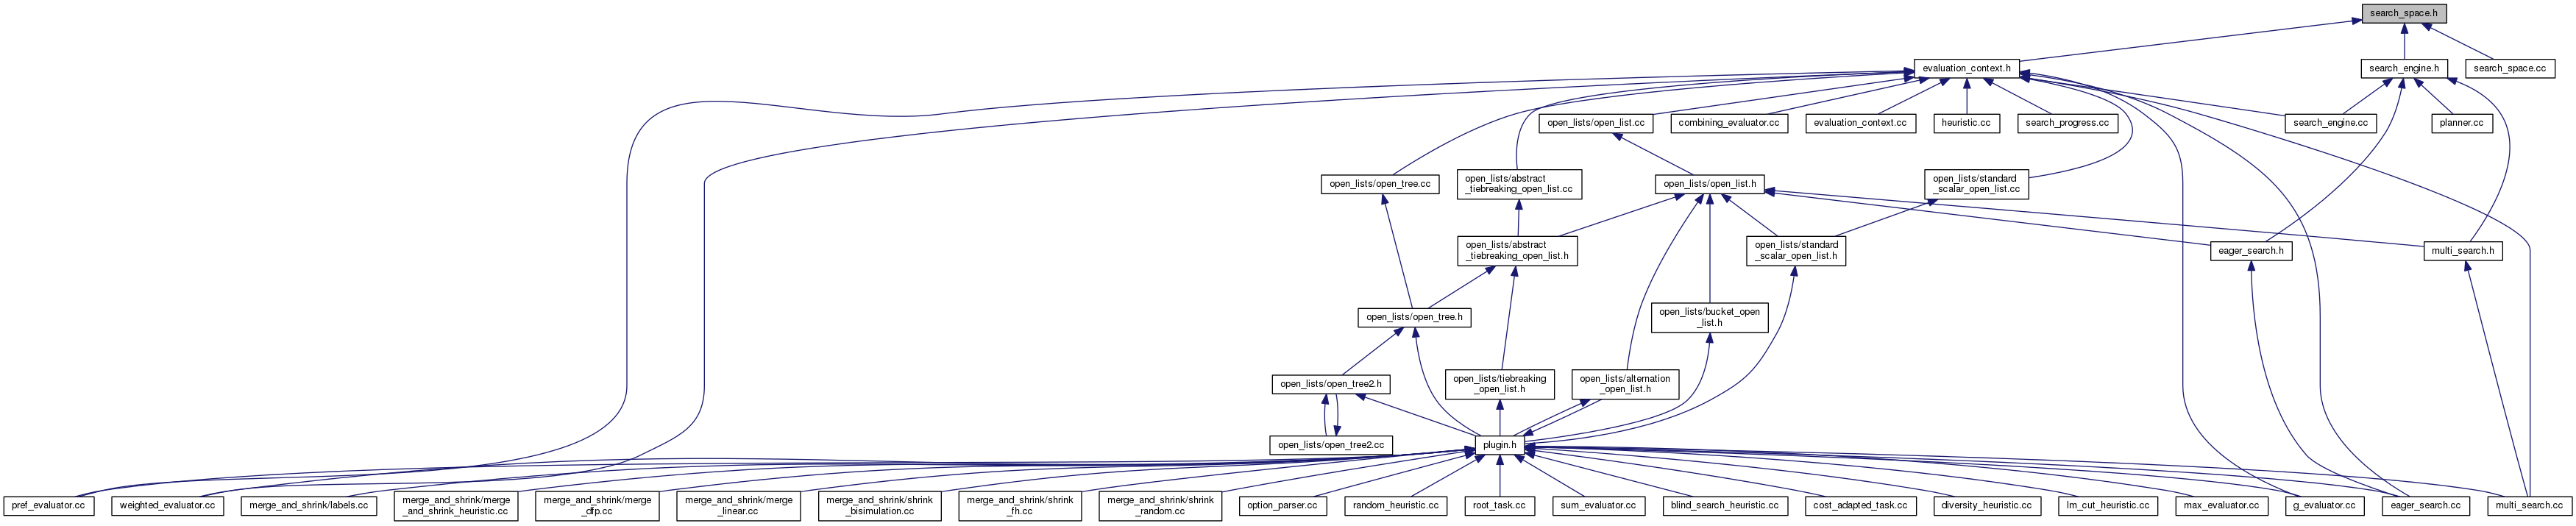 search_space.h
evaluation_context.h
search_engine.h
search_space.cc
open_lists/open_list.cc
combining_evaluator.cc
evaluation_context.cc
heuristic.cc
search_progress.cc
search_engine.cc
planner.cc
open_lists/open_tree.cc
open_lists/abstract
_tiebreaking_open_list.cc
open_lists/open_list.h
open_lists/standard
_scalar_open_list.cc
open_lists/abstract
_tiebreaking_open_list.h
open_lists/standard
_scalar_open_list.h
eager_search.h
multi_search.h
open_lists/open_tree.h
open_lists/bucket_open
_list.h
open_lists/open_tree2.h
open_lists/tiebreaking
_open_list.h
open_lists/alternation
_open_list.h
open_lists/open_tree2.cc
plugin.h
pref_evaluator.cc
weighted_evaluator.cc
merge_and_shrink/labels.cc
merge_and_shrink/merge
_and_shrink_heuristic.cc
merge_and_shrink/merge
_dfp.cc
merge_and_shrink/merge
_linear.cc
merge_and_shrink/shrink
_bisimulation.cc
merge_and_shrink/shrink
_fh.cc
merge_and_shrink/shrink
_random.cc
option_parser.cc
random_heuristic.cc
root_task.cc
sum_evaluator.cc
blind_search_heuristic.cc
cost_adapted_task.cc
diversity_heuristic.cc
lm_cut_heuristic.cc
max_evaluator.cc
g_evaluator.cc
eager_search.cc
multi_search.cc